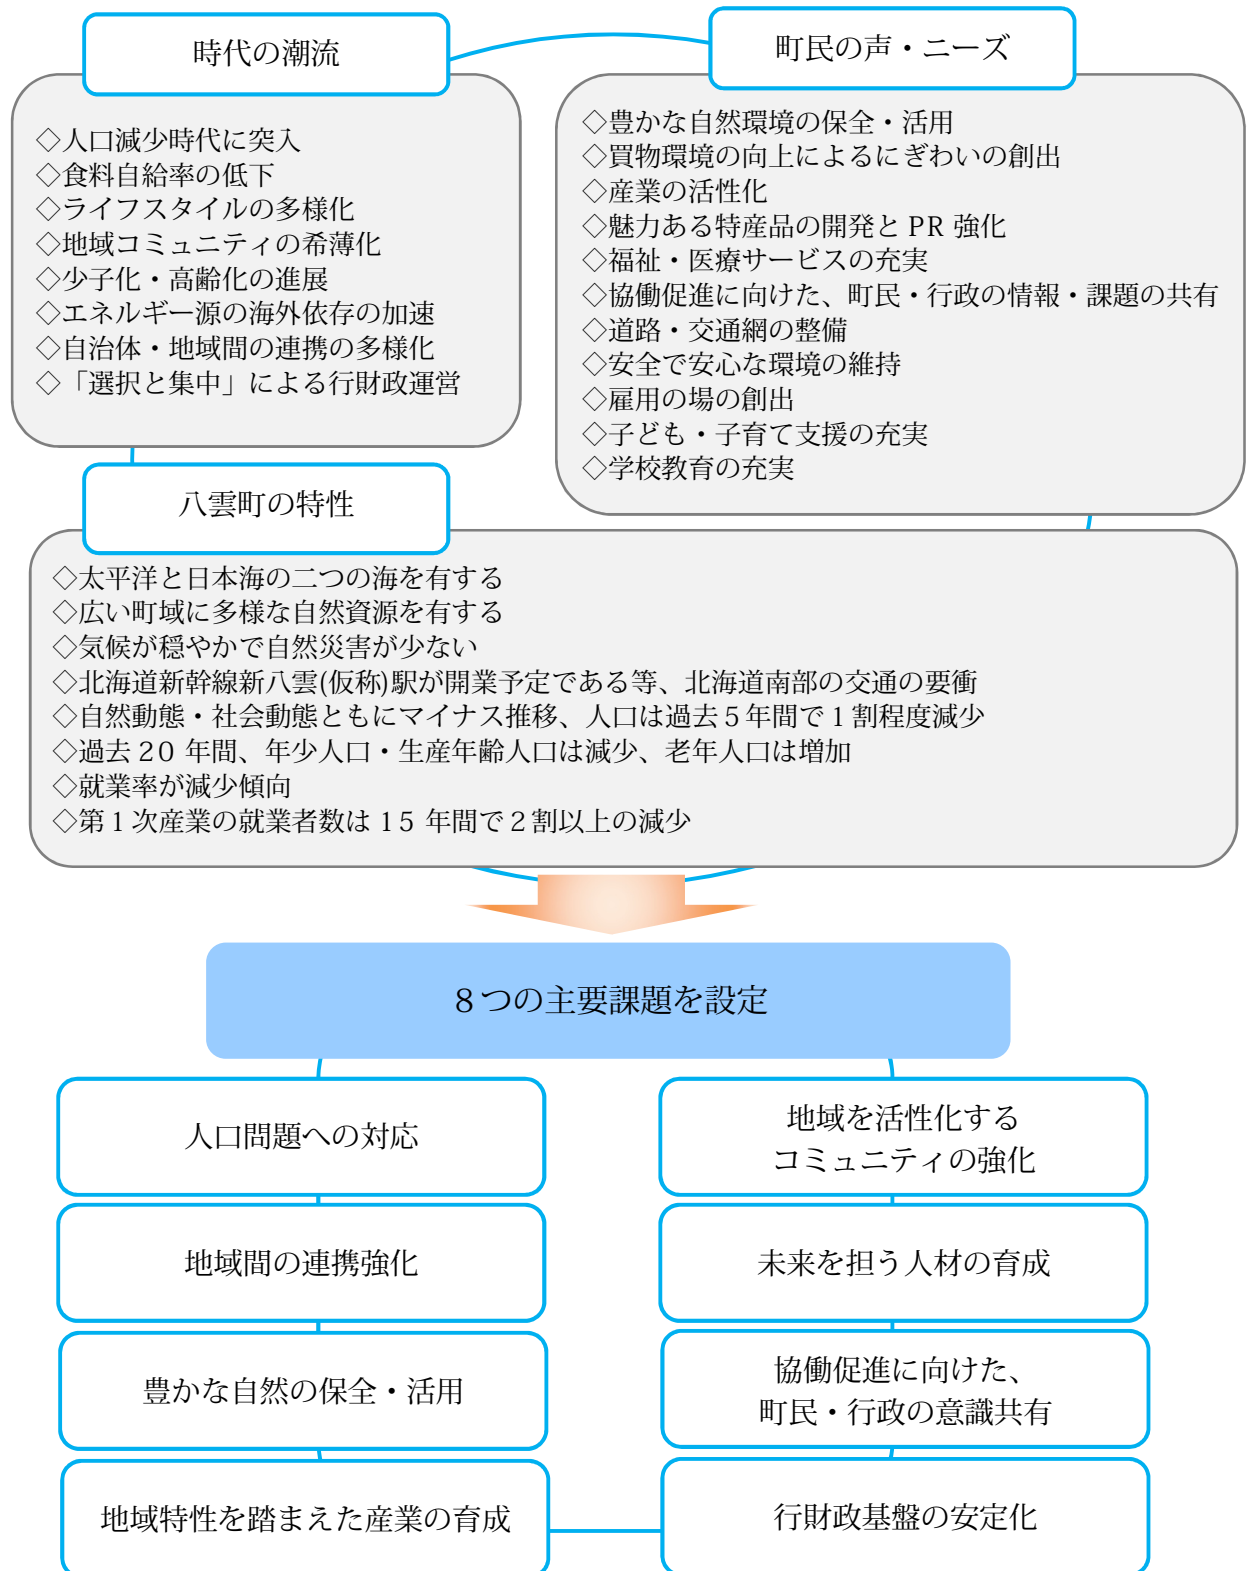 時代の潮流
◇人口減少時代に突入
◇食料自給率の低下
◇ライフスタイルの多様化
◇地域コミュニティの希薄化
◇少子化・高齢化の進展
◇エネルギー源の海外依存の加速
◇自治体・地域間の連携の多様化
◇「選択と集中」による行財政運営
町民の声・ニーズ
◇豊かな自然環境の保全・活用
◇買物環境の向上によるにぎわいの創出
◇産業の活性化
◇魅力ある特産品の開発と PR 強化
◇福祉・医療サービスの充実
◇協働促進に向けた、町民・行政の情報・課題の共有
◇道路・交通網の整備
◇安全で安心な環境の維持
◇雇用の場の創出
◇子ども・子育て支援の充実
◇学校教育の充実
八雲町の特性
◇太平洋と日本海の二つの海を有する
◇広い町域に多様な自然資源を有する
◇気候が穏やかで自然災害が少ない
◇北海道新幹線新八雲(仮称)駅が開業予定である等、北海道南部の交通の要衝
◇自然動態・社会動態ともにマイナス推移、人口は過去５年間で１割程度減少
◇過去 20 年間、年少人口・生産年齢人口は減少、老年人口は増加
◇就業率が減少傾向
◇第１次産業の就業者数は 15 年間で２割以上の減少
８つの主要課題を設定
人口問題への対応
地域間の連携強化
豊かな自然の保全・活用
地域特性を踏まえた産業の育成
地域を活性化する
コミュニティの強化
未来を担う人材の育成
協働促進に向けた、
町民・行政の意識共有
行財政基盤の安定化